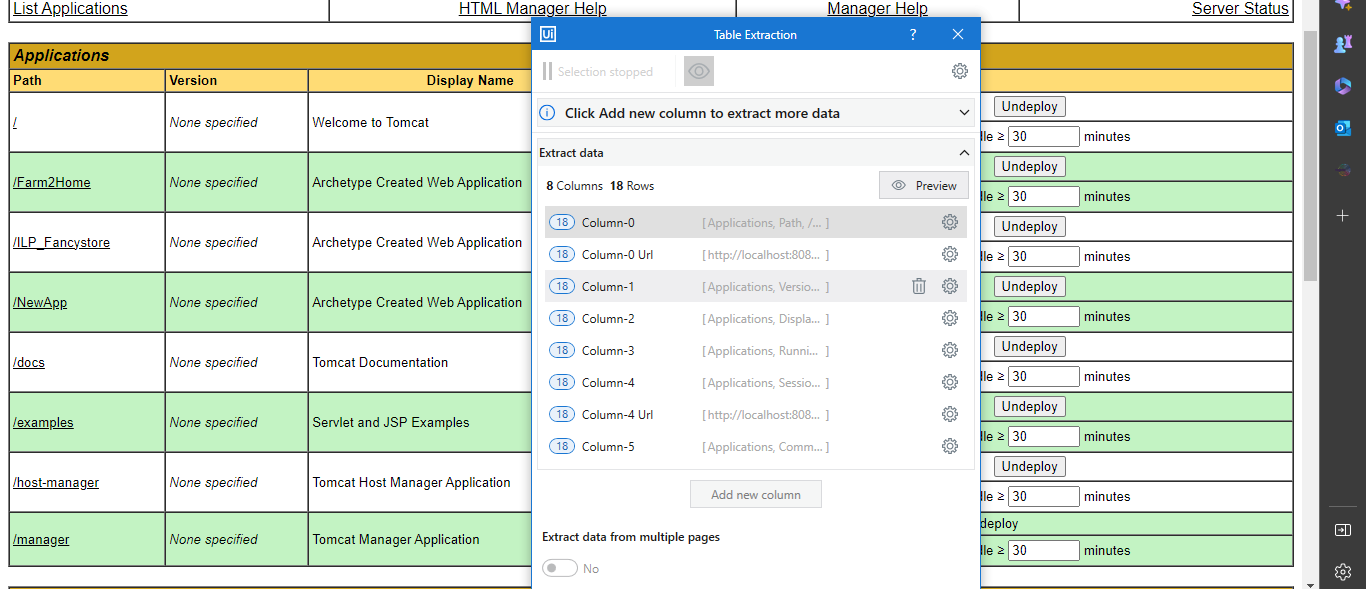 List Applications HTML Manager Help Manager Help Server Status
Applications
Path Version Display Name
/ None specified Welcome to Tomcat
/Farm2Home None specified Archetype Created Web Application
/ILP_Fancystore None specified Archetype Created Web Application
/NewApp None specified Archetype Created Web Application
/docs None specified Tomcat Documentation
/examples None specified Servlet and JSP Examples
/host-manager None specified Tomcat Host Manager Application
/manager None specified Tomcat Manager Application
Ui Table Extraction ?
Selection stopped
Click Add new column to extract more data
Extract data
8 Columns 18 Rows Preview
18 Column-0 [Applications, Path, /... ]
18 Column-0 Url [http://localhost:808... ]
18 Column-1 [Applications, Versio... ]
18 Column-2 [Applications, Displa... ]
18 Column-3 [Applications, Runni... ]
18 Column-4 [Applications, Sessio... ]
18 Column-4 Url [http://localhost:808... ]
18 Column-5 [Applications, Comm... ]
Add new column
Extract data from multiple pages
No
Undeploy
lle ≥ 30 minutes
Undeploy
lle ≥ 30 minutes
Undeploy
lle ≥ 30 minutes
Undeploy
lle ≥ 30 minutes
Undeploy
lle ≥ 30 minutes
Undeploy
lle ≥ 30 minutes
Undeploy
lle ≥ 30 minutes
deploy
lle ≥ 30 minutes